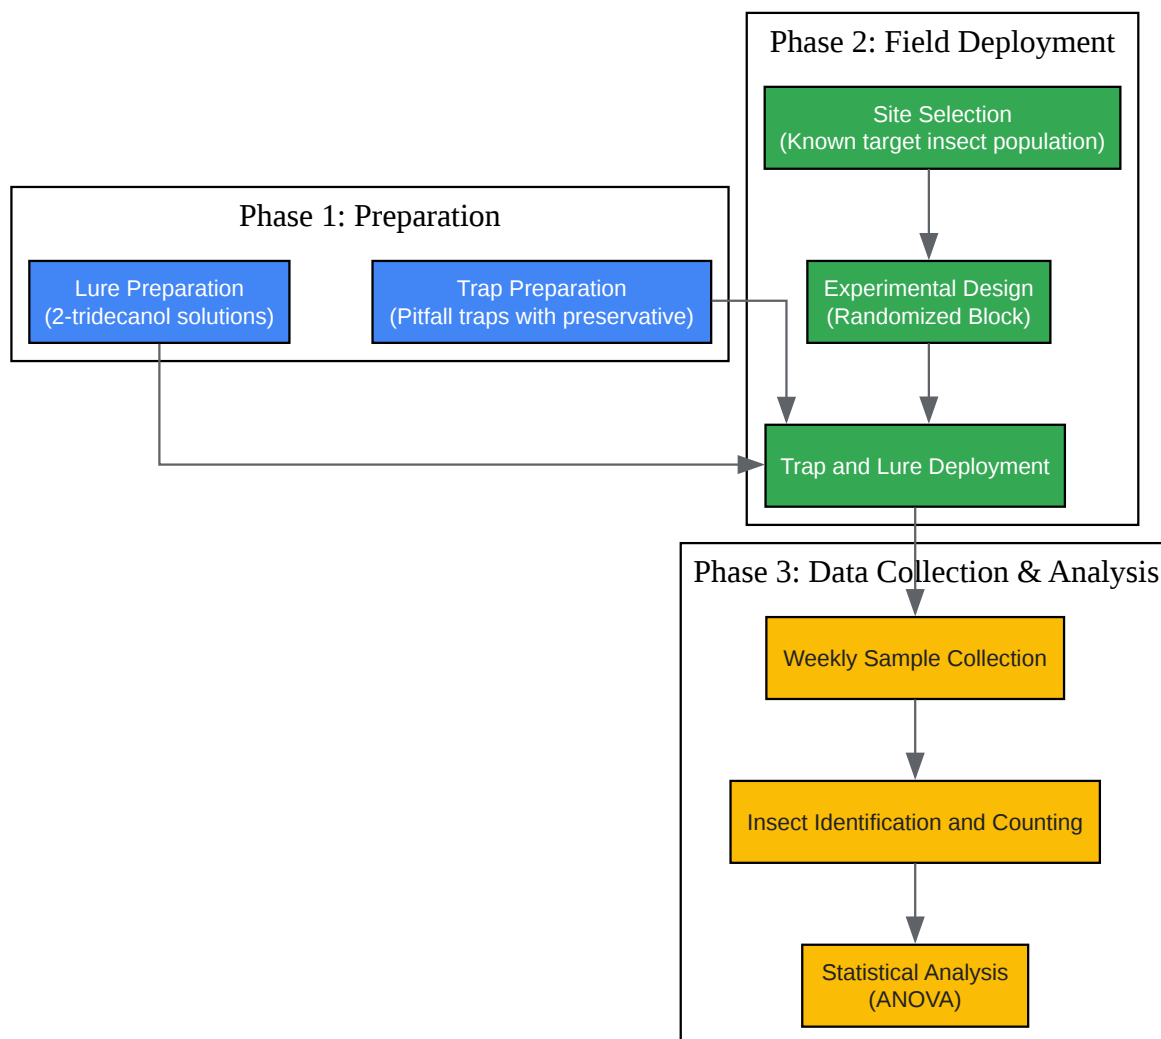 Phase 1: Preparation
Lure Preparation
(2-tridecanol solutions)
Trap Preparation
(Pitfall traps with preservative)
Phase 2: Field Deployment
Site Selection
(Known target insect population)
Experimental Design
(Randomized Block)
Trap and Lure Deployment
Phase 3: Data Collection & Analysis
Weekly Sample Collection
Insect Identification and Counting
Statistical Analysis
(ANOVA)